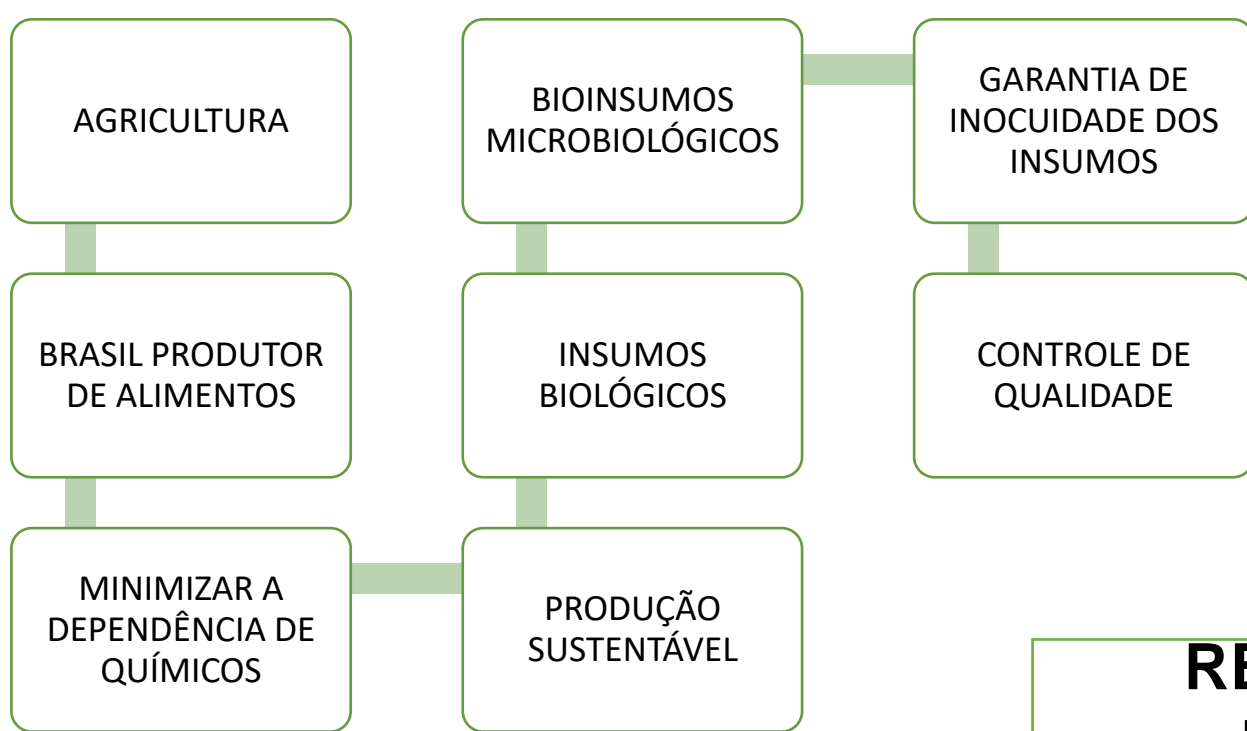 AGRICULTURA
BRASIL PRODUTOR
DE ALIMENTOS
MINIMIZAR A
DEPENDÊNCIA DE
QUÍMICOS
PRODUÇÃO
SUSTENTÁVEL
INSUMOS
BIOLÓGICOS
BIOINSUMOS
MICROBIOLÓGICOS
GARANTIA DE
INOCUIDADE DOS
INSUMOS
CONTROLE DE
QUALIDADE